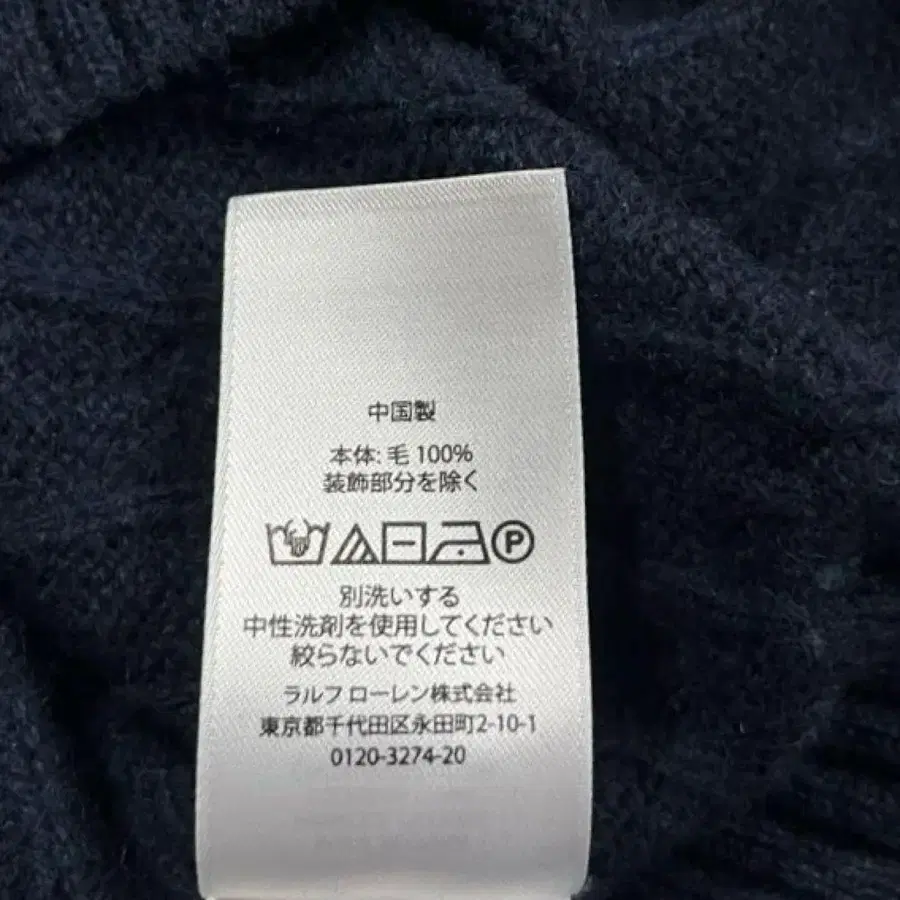 中国製
本体: 毛 100%
装飾部分を除く
P
別洗いする
中性洗剤を使用してください
絞らないでください
ラルフ ローレン株式会社
東京都千代田区永田町2-10-1
0120-3274-20